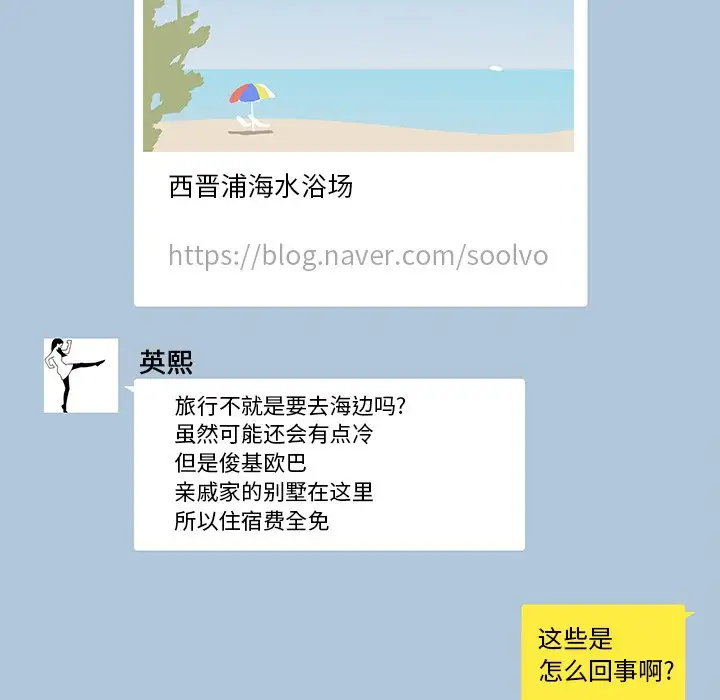 西晋浦海水浴场
https://blog.naver.com/soolvo
英熙
旅行不就是要去海边吗?
虽然可能还会有点冷
但是俊基欧巴
亲戚家的别墅在这里
所以住宿费全免
这些是
怎么回事啊?